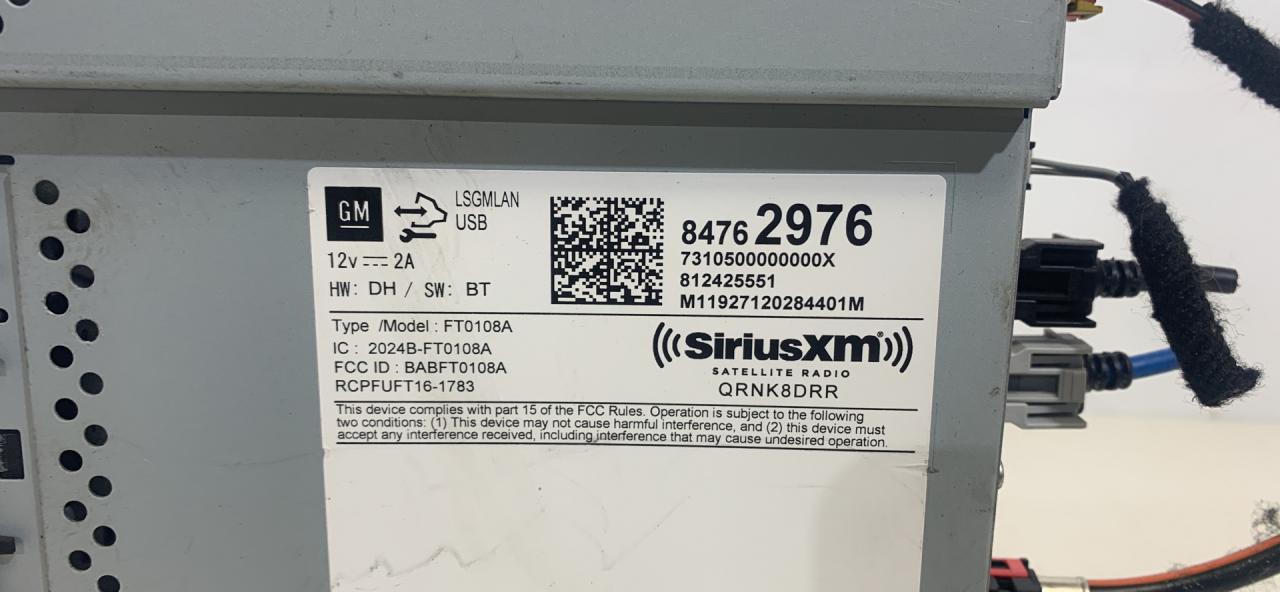 GM
LSGMLAN
USB
12v 2A
HW: DH / SW: BT
84762976
7310500000000X
812425551
M11927120284401M
Type /Model : FT0108A
IC : 2024B-FT0108A
FCC ID : BABFT0108A
RCPFUFT16-1783
SiriusXM
SATELLITE RADIO
QRNK8DRR
This device complies with part 15 of the FCC Rules. Operation is subject to the following
two conditions: (1) This device may not cause harmful interference, and (2) this device must
accept any interference received, including interference that may cause undesired operation.